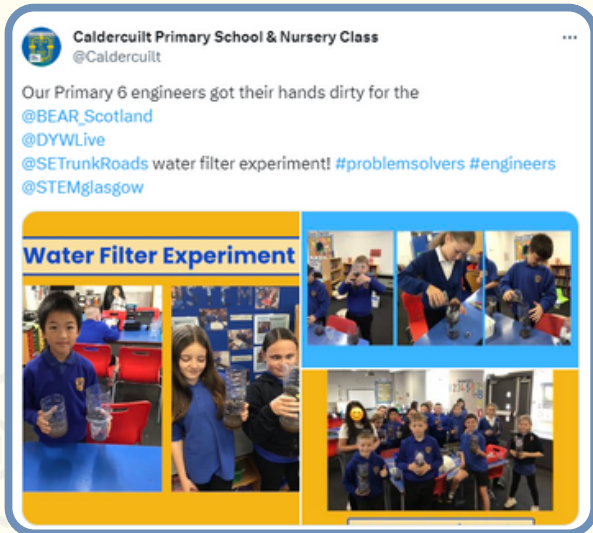 Caldercuilt Primary School & Nursery Class
@Caldercuilt
Our Primary 6 engineers got their hands dirty for the
@BEAR_Scotland
@DYWLive
@SETrunkRoads water filter experiment! #problemsolvers #engineers
@STEMglasgow
Water Filter Experiment